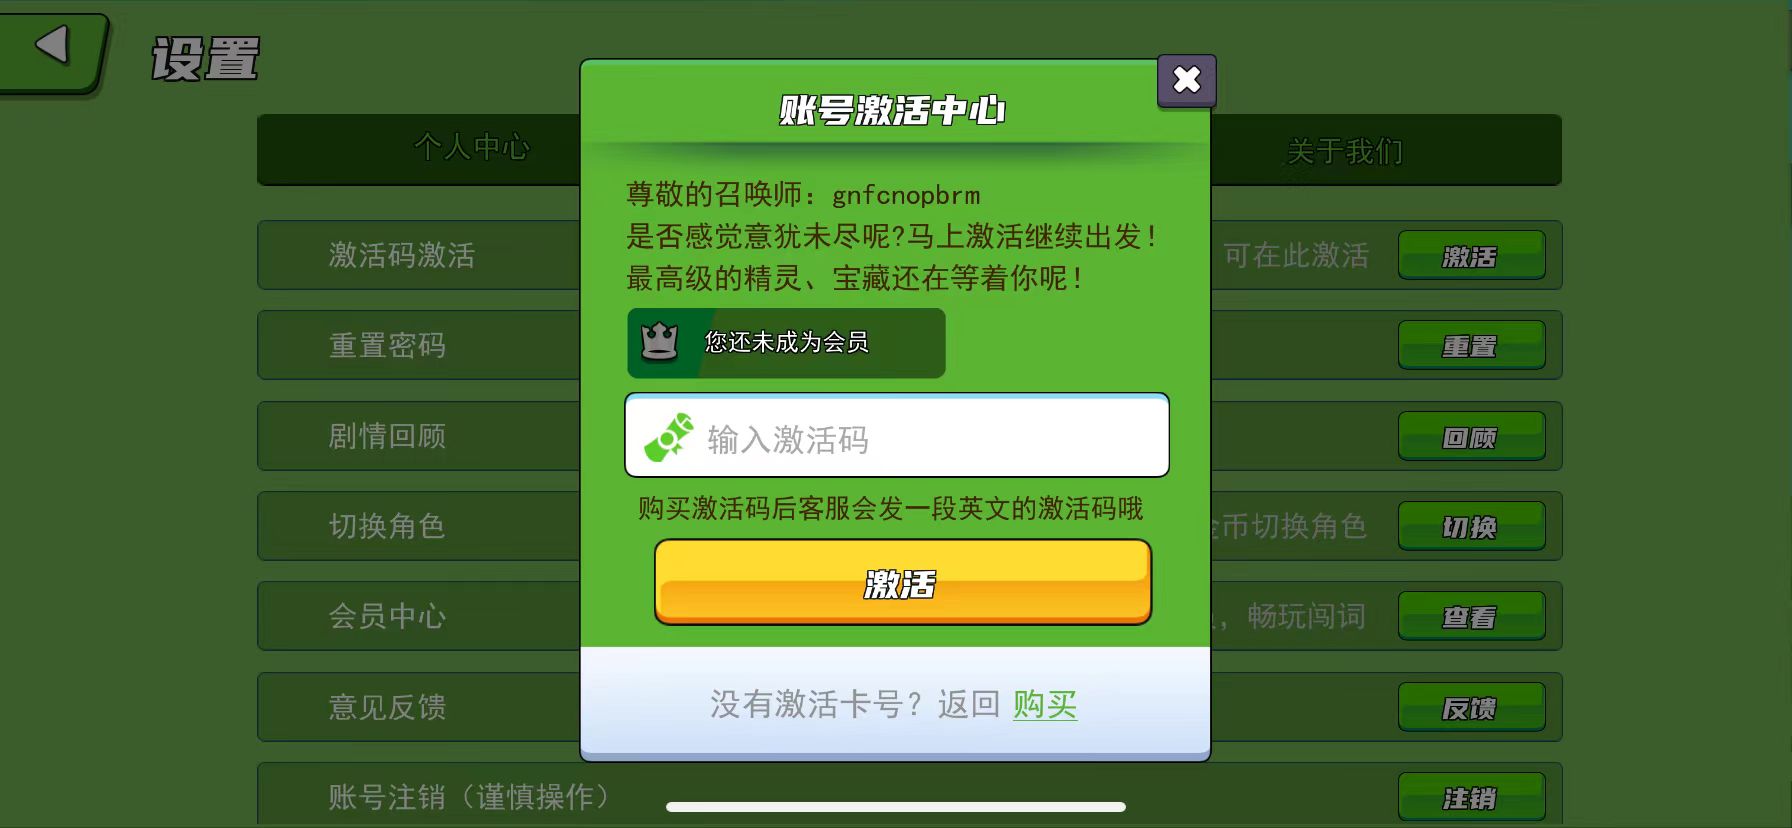 设置
个人中心
关于我们
账号激活中心
尊敬的召唤师：gnfcnopbrm
是否感觉意犹未尽呢?马上激活继续出发！
最高级的精灵、宝藏还在等着你呢！
您还未成为会员
输入激活码
购买激活码后客服会发一段英文的激活码哦
激活
没有激活卡号？返回 购买
激活码激活
可在此激活
激活
重置密码
重置
剧情回顾
回顾
切换角色
币切换角色
切换
会员中心
，畅玩闯词
查看
意见反馈
反馈
账号注销（谨慎操作）
注销